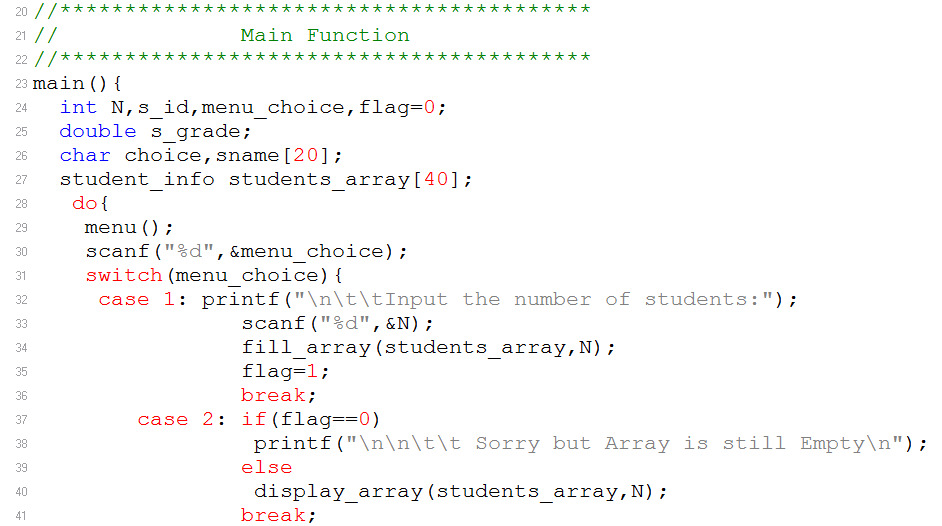 20 //*****************************************
21 // Main Function
22 //*****************************************
23 main(){
24 int N,s_id,menu_choice,flag=0;
25 double s_grade;
26 char choice,sname[20];
27 student_info students_array[40];
28 do{
29 menu();
30 scanf("%d",&menu_choice);
31 switch(menu_choice){
32 case 1: printf("\n\t\tInput the number of students:");
33 scanf("%d",&N);
34 fill_array(students_array,N);
35 flag=1;
36 break;
37 case 2: if(flag==0)
38 printf("\n\n\t\t Sorry but Array is still Empty\n");
39 else
40 display_array(students_array,N);
41 break;